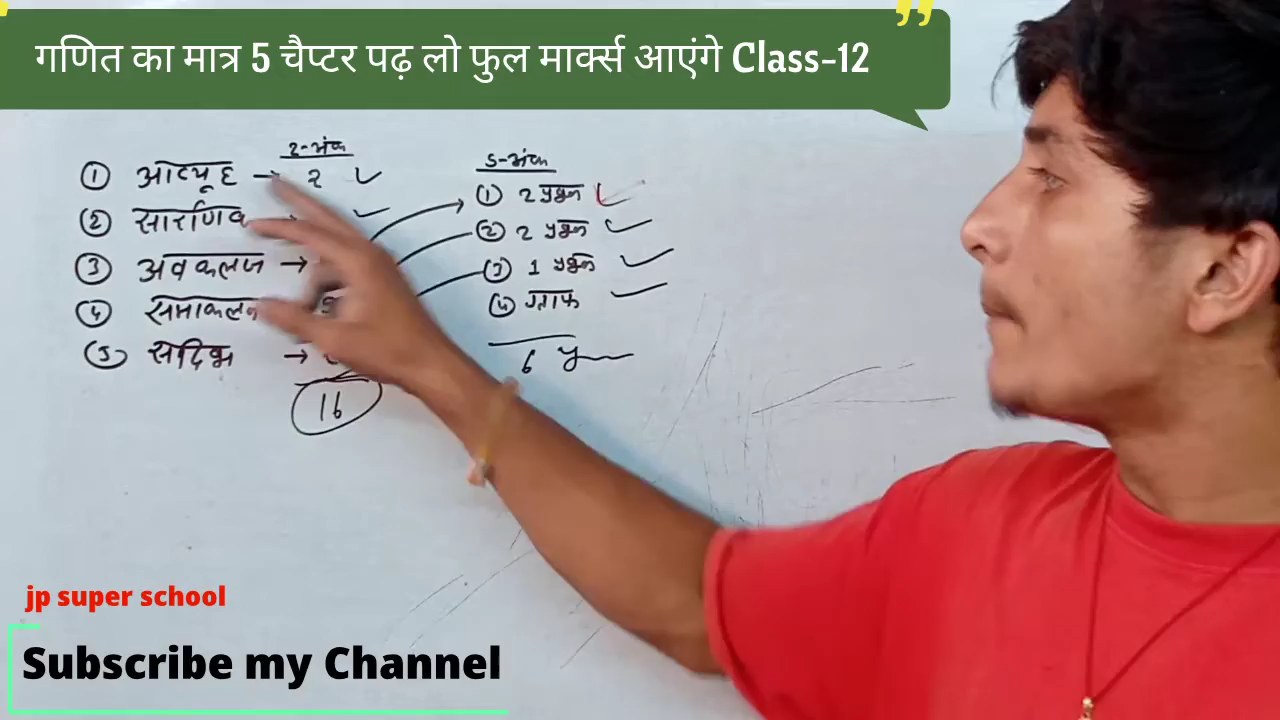 गणित का मात्र 5 चैप्टर पढ़ लो फुल मार्क्स आएंगे Class-12
2-अंक
① आव्यूह → 2 ✓
② सारणिक ✓
③ अवकलज →
④ समाकलन
⑤ सदिश →
16
5-अंक
① 2 प्रश्न ✓
② 2 प्रश्न ✓
③ 1 प्रश्न ✓
④ ग्राफ ✓
6
jp super school
Subscribe my Channel